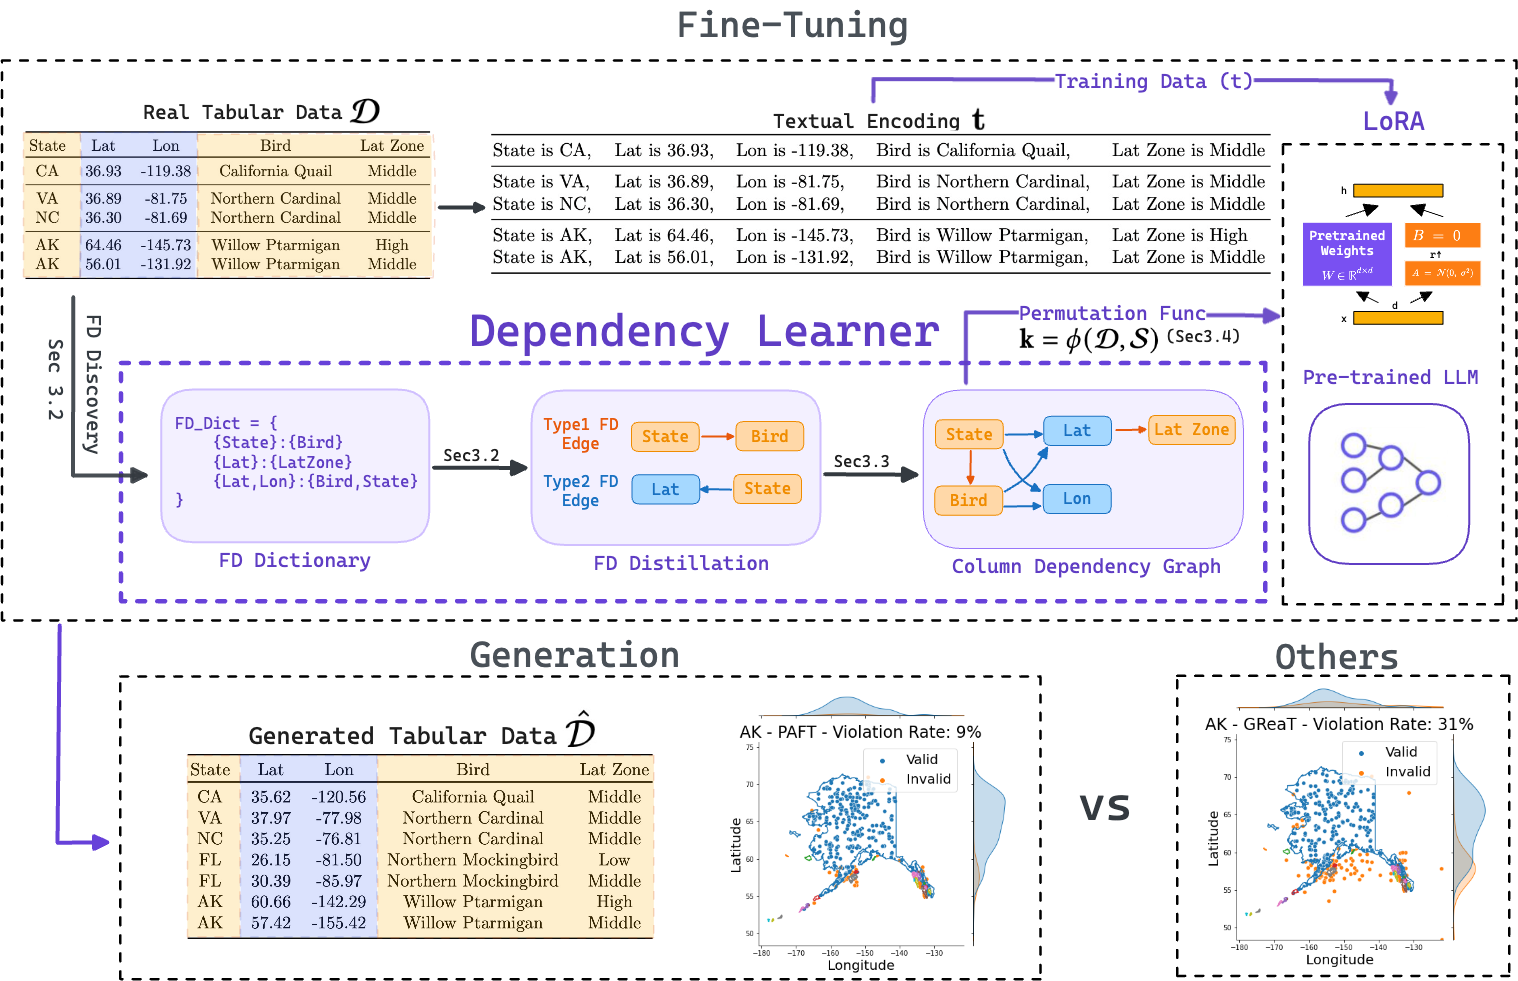 Fine-Tuning
Training Data (t)
Real Tabular Data 𝒟
State Lat Lon Bird Lat Zone
CA 36.93 -119.38 California Quail Middle
VA 36.89 -81.75 Northern Cardinal Middle
NC 36.30 -81.69 Northern Cardinal Middle
AK 64.46 -145.73 Willow Ptarmigan High
AK 56.01 -131.92 Willow Ptarmigan Middle
Textual Encoding t
State is CA, Lat is 36.93, Lon is -119.38, Bird is California Quail, Lat Zone is Middle
State is VA, Lat is 36.89, Lon is -81.75, Bird is Northern Cardinal, Lat Zone is Middle
State is NC, Lat is 36.30, Lon is -81.69, Bird is Northern Cardinal, Lat Zone is Middle
State is AK, Lat is 64.46, Lon is -145.73, Bird is Willow Ptarmigan, Lat Zone is High
State is AK, Lat is 56.01, Lon is -131.92, Bird is Willow Ptarmigan, Lat Zone is Middle
LoRA
h
Pretrained
Weights
W ∈ ℝ^{d×d}
B = 0
r
A = 𝒩(0, σ²)
d
x
Pre-trained LLM
FD Discovery
Sec 3.2
Dependency Learner
Permutation Func
k = ϕ(𝒟, 𝒮) (Sec3.4)
FD_Dict = {
{State}:{Bird}
{Lat}:{LatZone}
{Lat,Lon}:{Bird,State}
}
FD Dictionary
Sec3.2
Type1 FD
Edge
State Bird
Type2 FD
Edge
Lat State
FD Distillation
Sec3.3
State Lat Lat Zone
Bird Lon
Column Dependency Graph
Generation
Generated Tabular Data 𝒟̂
State Lat Lon Bird Lat Zone
CA 35.62 -120.56 California Quail Middle
VA 37.97 -77.98 Northern Cardinal Middle
NC 35.25 -76.81 Northern Cardinal Middle
FL 26.15 -81.50 Northern Mockingbird Low
FL 30.39 -85.97 Northern Mockingbird Middle
AK 60.66 -142.29 Willow Ptarmigan High
AK 57.42 -155.42 Willow Ptarmigan Middle
AK - PAFT - Violation Rate: 9%
Valid
Invalid
75
70
65
60
55
50
Latitude
−180 −170 −160 −150 −140 −130
Longitude
vs
Others
AK - GReaT - Violation Rate: 31%
Valid
Invalid
75
70
65
60
55
50
Latitude
−180 −170 −160 −150 −140 −130
Longitude